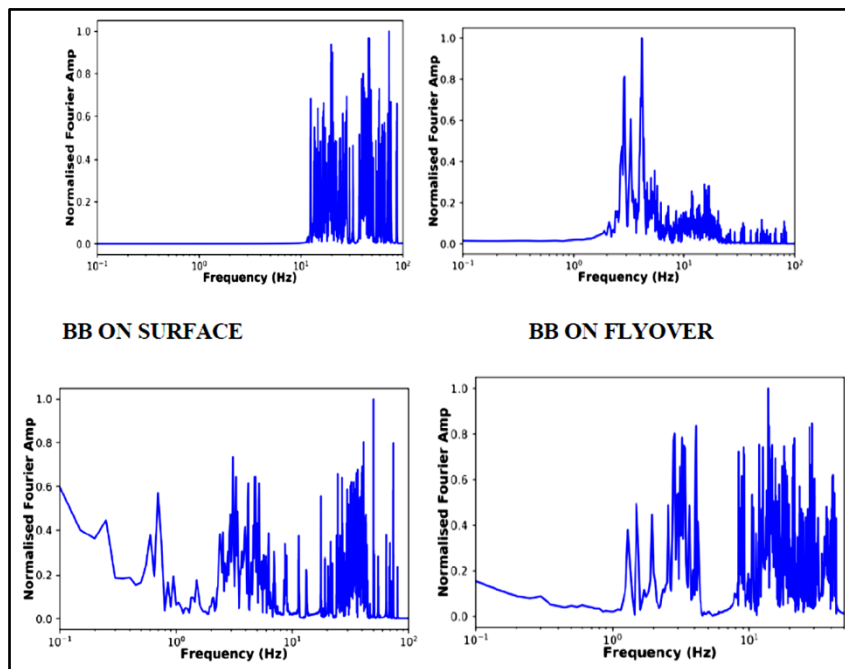 Normalised Fourier Amp
1.0
0.8
0.6
0.4
0.2
0.0
10⁻¹ 10⁰ 10¹ 10²
Frequency (Hz)
Normalised Fourier Amp
1.0
0.8
0.6
0.4
0.2
0.0
10⁻¹ 10⁰ 10¹ 10²
Frequency (Hz)
BB ON SURFACE
BB ON FLYOVER
Normalised Fourier Amp
1.0
0.8
0.6
0.4
0.2
0.0
10⁻¹ 10⁰ 10¹ 10²
Frequency (Hz)
Normalised Fourier Amp
1.0
0.8
0.6
0.4
0.2
0.0
10⁻¹ 10⁰ 10¹
Frequency (Hz)